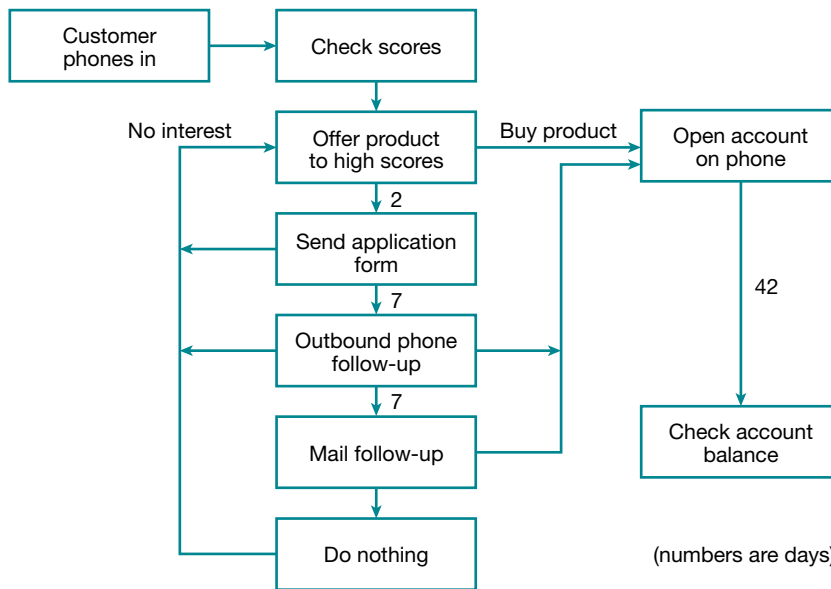 Customer
phones in
Check scores
No interest
Offer product
to high scores
Buy product
Open account
on phone
2
Send application
form
7
42
Outbound phone
follow-up
7
Mail follow-up
Check account
balance
Do nothing
(numbers are days)